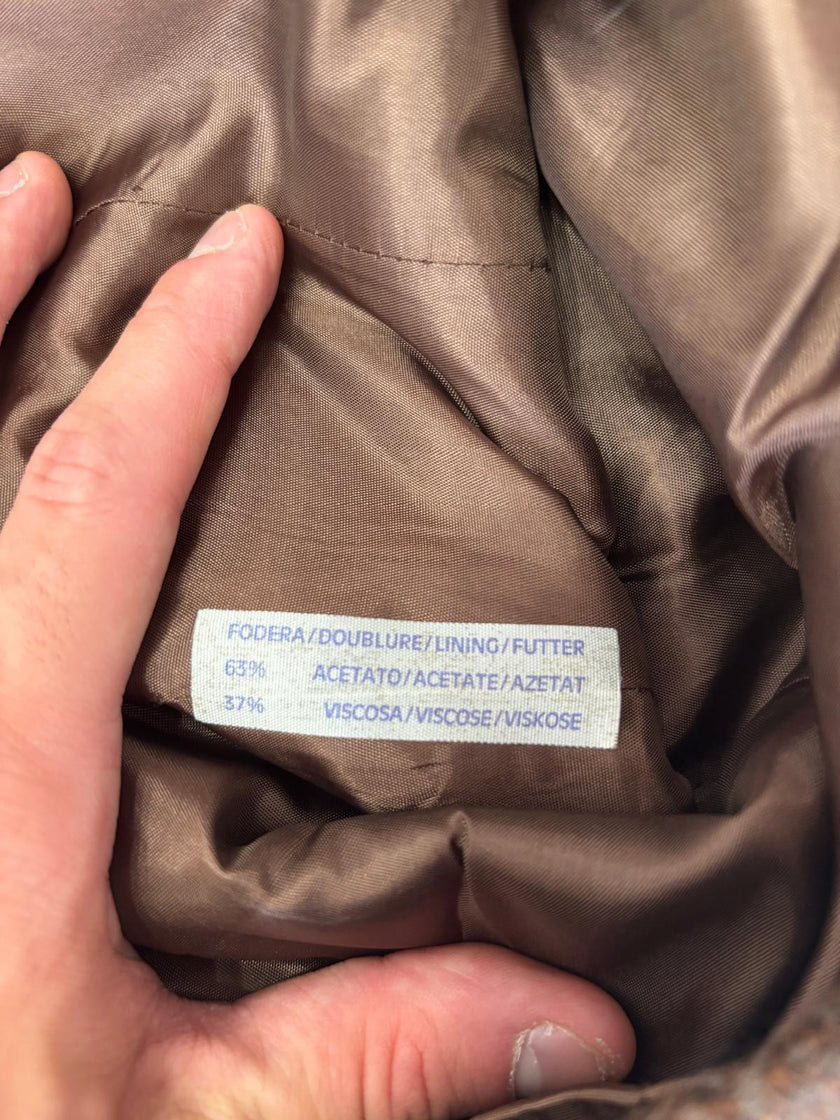 FODERA/DOUBLURE/LINING/FUTTER
63% ACETATO/ACETATE/AZETAT
37% VISCOSA/VISCOSE/VISKOSE